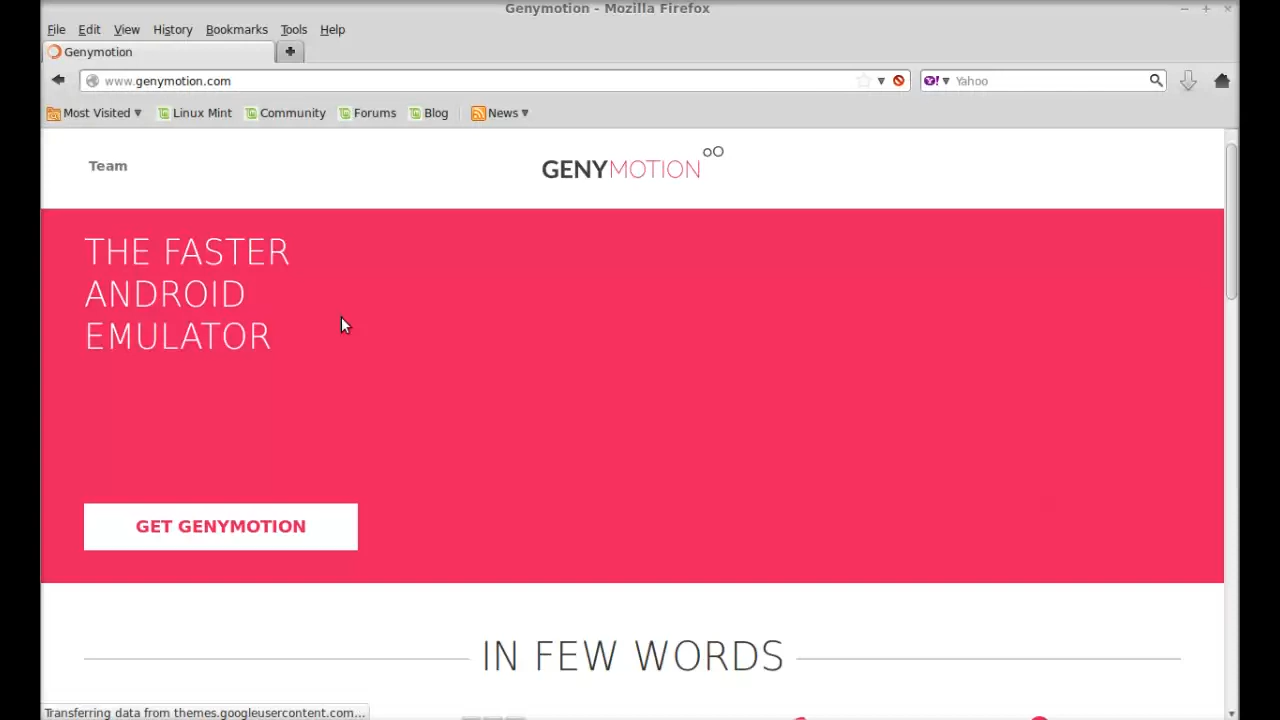 Genymotion - Mozilla Firefox
File Edit View History Bookmarks Tools Help
Genymotion
www.genymotion.com
Yahoo
Most Visited Linux Mint Community Forums Blog News
Team
GENYMOTION
THE FASTER
ANDROID
EMULATOR
GET GENYMOTION
IN FEW WORDS
Transferring data from themes.googleusercontent.com...